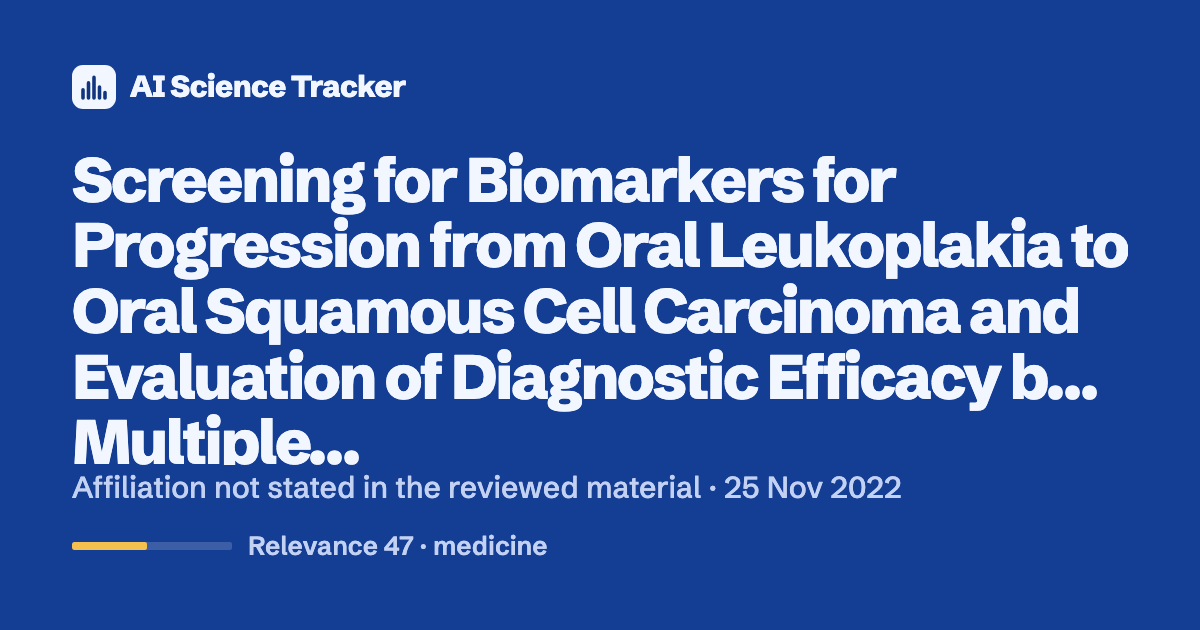 AI Science Tracker
Screening for Biomarkers for
Progression from Oral Leukoplakia to
Oral Squamous Cell Carcinoma and
Evaluation of Diagnostic Efficacy b...
Multiple...
Affiliation not stated in the reviewed material · 25 Nov 2022
Relevance 47 · medicine